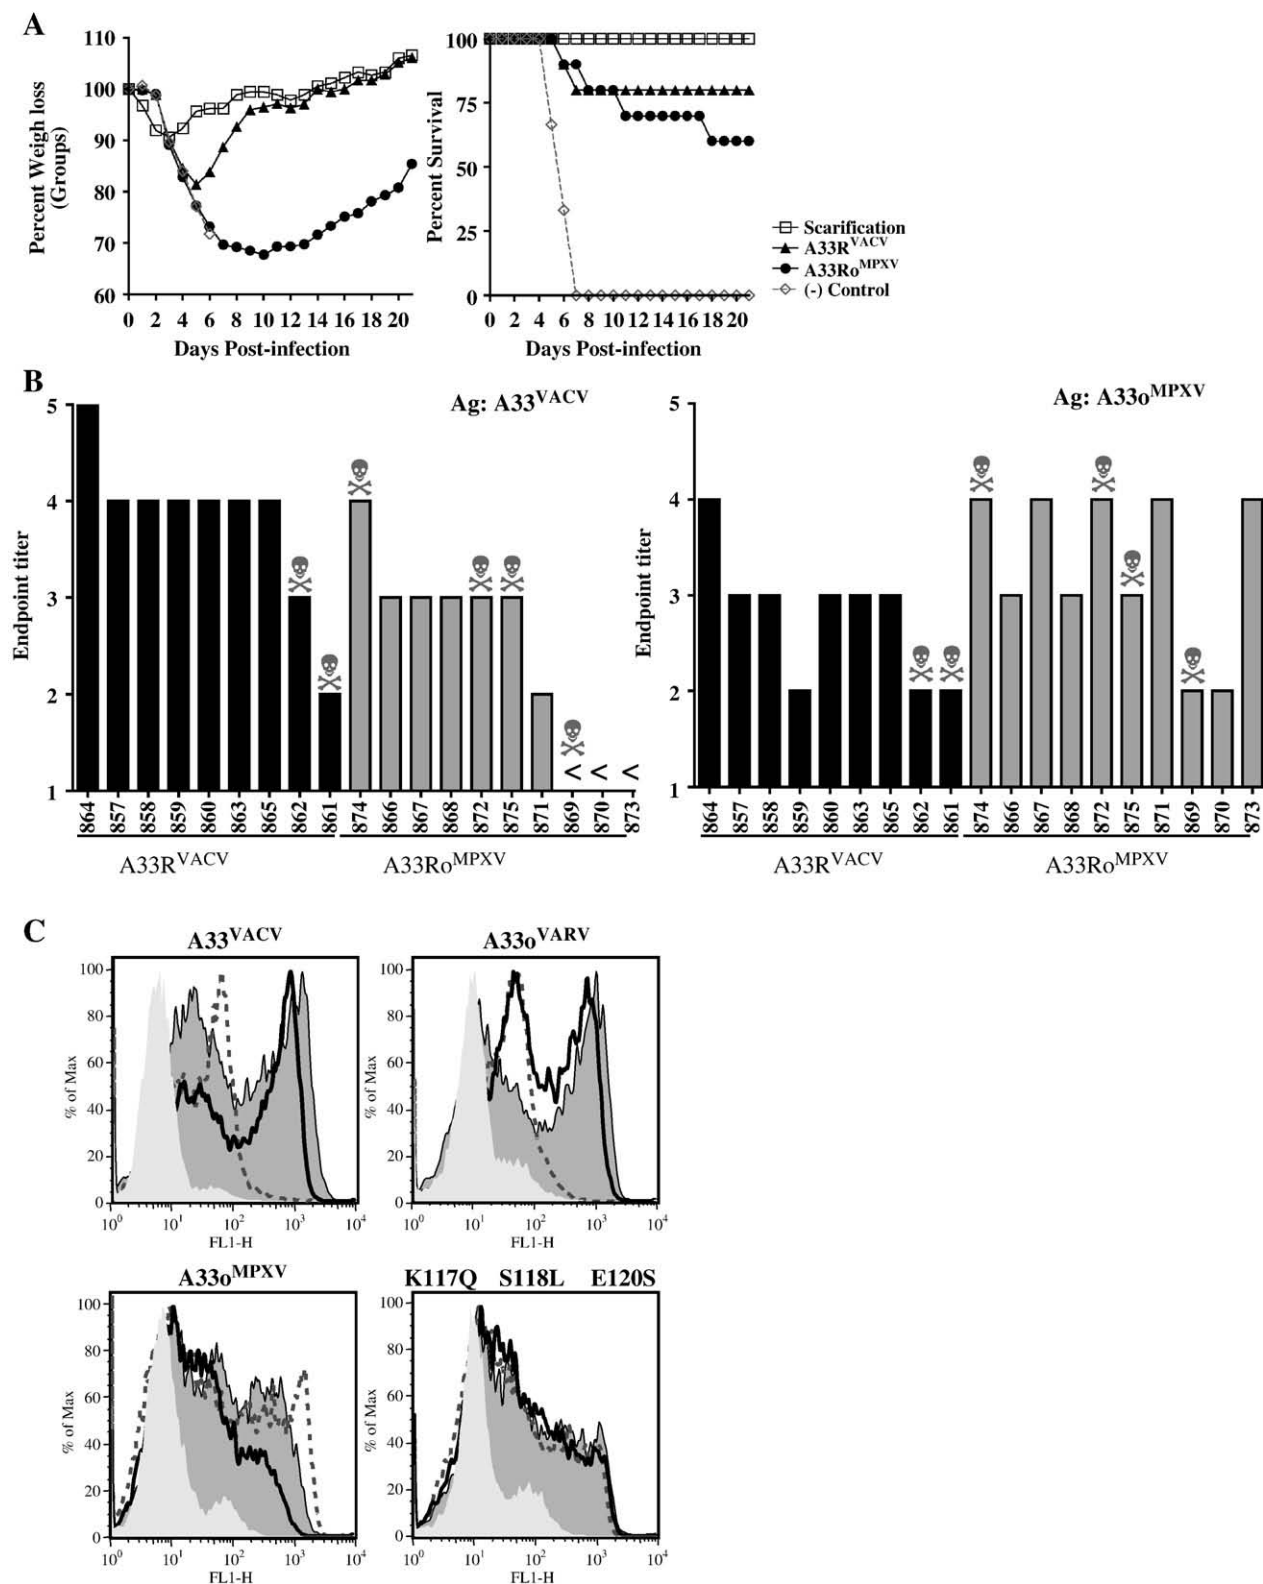 A
110
100
90
80
70
60
Percent Weigh loss
(Groups)
0 2 4 6 8 10 12 14 16 18 20
Days Post-infection
100
75
50
25
0
Percent Survival
0 2 4 6 8 10 12 14 16 18 20
Days Post-infection
Scarification
A33R^VACV
A33Ro^MPXV
(-) Control
B
Ag: A33^VACV
5
4
3
2
1
Endpoint titer
864 857 858 859 860 863 865 862 861 874 866 867 868 872 875 871 869 870 873
< < <
A33R^VACV
A33Ro^MPXV
Ag: A33o^MPXV
5
4
3
2
1
Endpoint titer
864 857 858 859 860 863 865 862 861 874 866 867 868 872 875 871 869 870 873
A33R^VACV
A33Ro^MPXV
C
A33^VACV
100
80
60
40
20
0
% of Max
10^0 10^1 10^2 10^3 10^4
FL1-H
A33o^VARV
100
80
60
40
20
0
% of Max
10^0 10^1 10^2 10^3 10^4
FL1-H
A33o^MPXV
100
80
60
40
20
0
% of Max
10^0 10^1 10^2 10^3 10^4
FL1-H
K117Q S118L E120S
100
80
60
40
20
0
% of Max
10^0 10^1 10^2 10^3 10^4
FL1-H